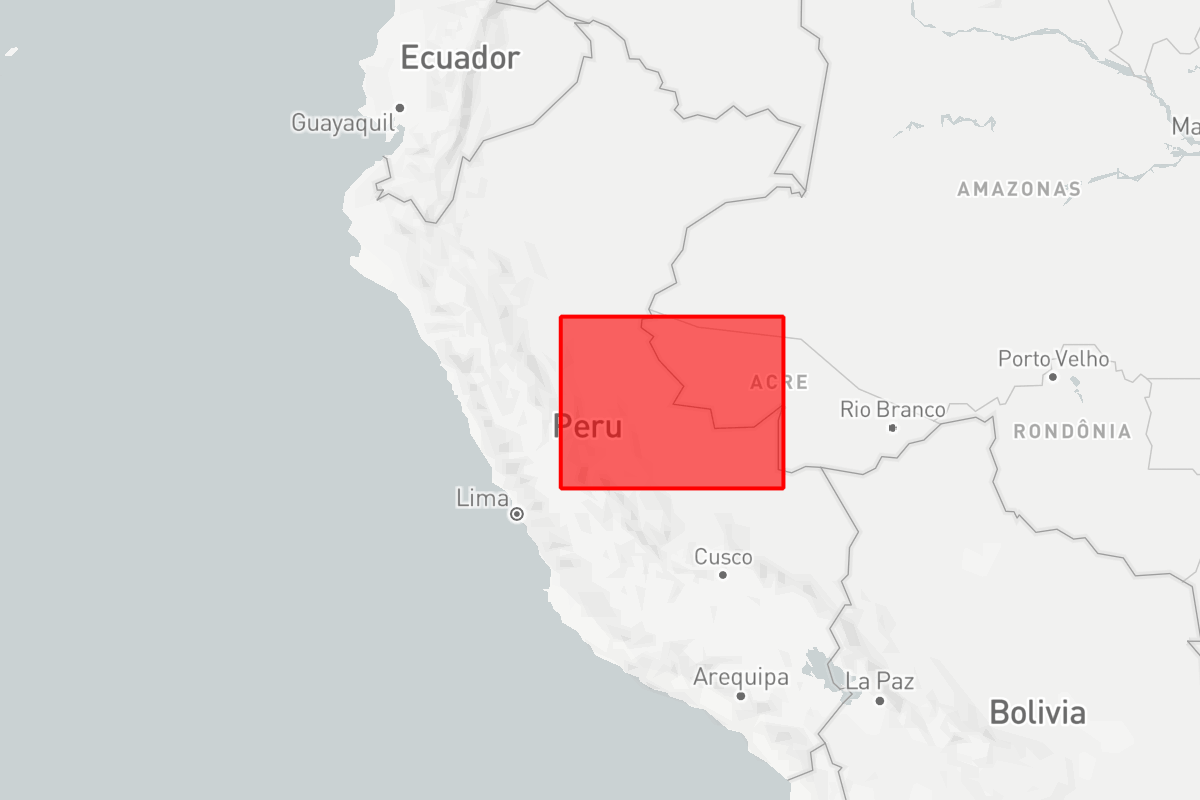 Ecuador
Guayaquil
Ma
AMAZONAS
Porto Velho
ACRE
Rio Branco
Peru
RONDÔNIA
Lima
Cusco
Arequipa
La Paz
Bolivia